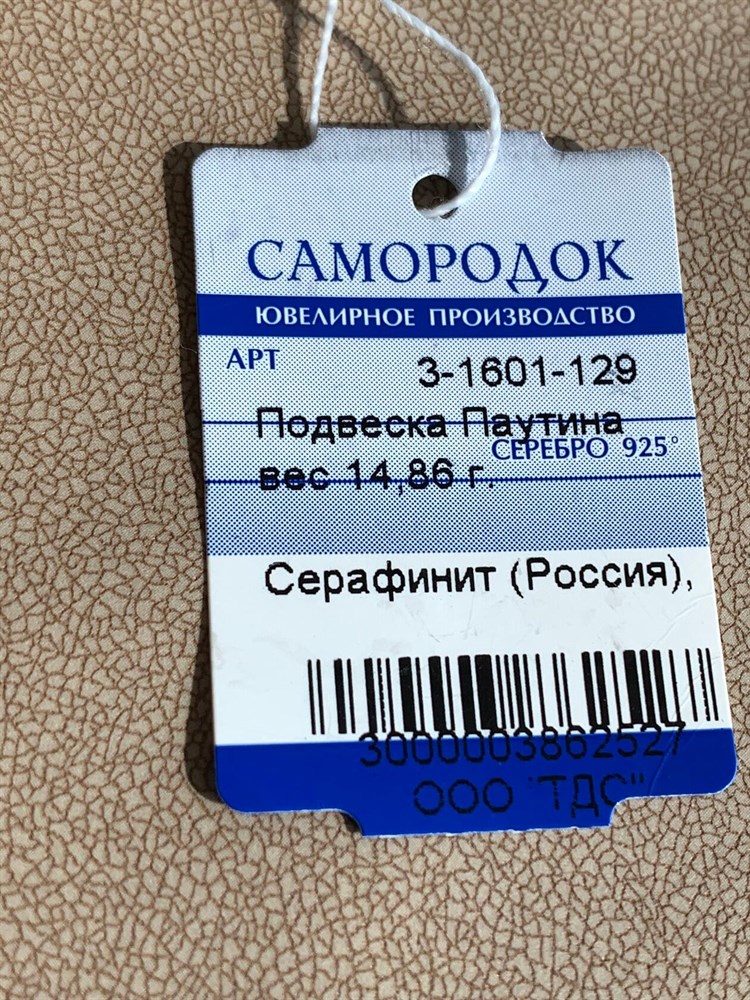 САМОРОДОК
ЮВЕЛИРНОЕ ПРОИЗВОДСТВО
АРТ 3-1601-129
Подвеска Паутина
СЕРЕБРО 925°
вес 14,86 г.
Серафинит (Россия),
3000003862527
ООО "ТДС"